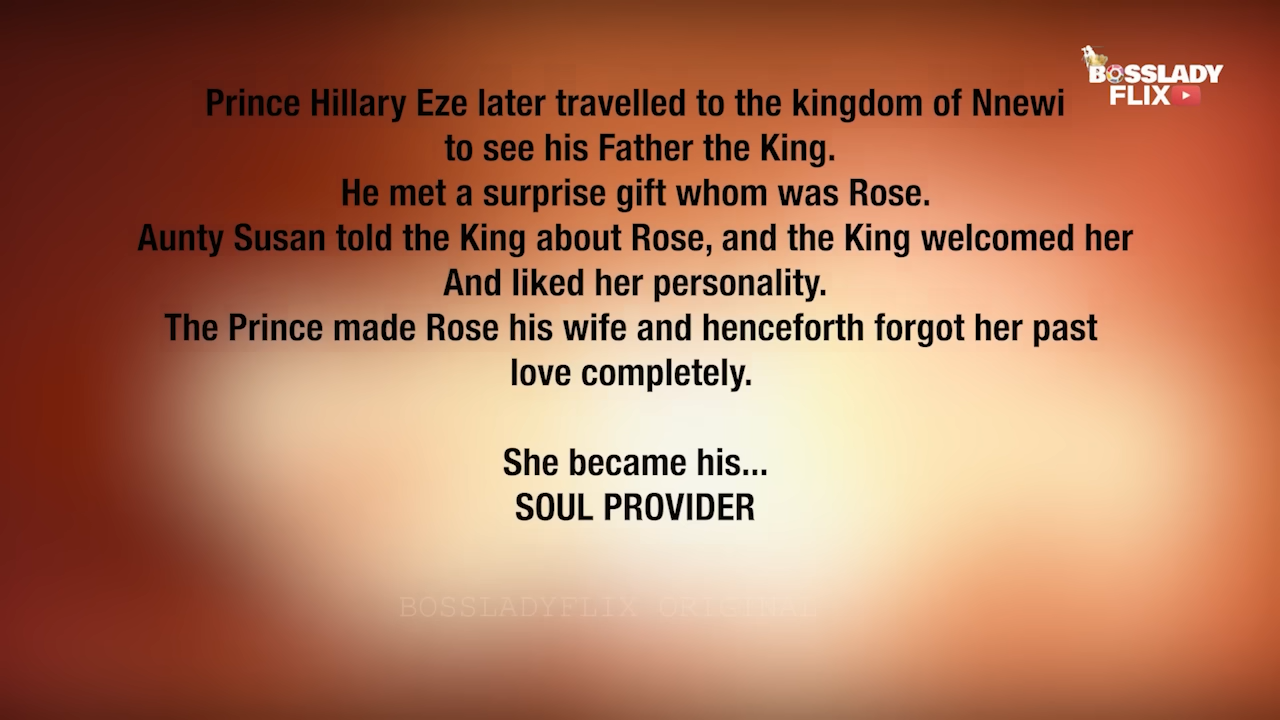 BOSSLADY
FLIX
Prince Hillary Eze later travelled to the kingdom of Nnewi
to see his Father the King.
He met a surprise gift whom was Rose.
Aunty Susan told the King about Rose, and the King welcomed her
And liked her personality.
The Prince made Rose his wife and henceforth forgot her past
love completely.
She became his...
SOUL PROVIDER
BOSSLADYFLIX ORIGINAL